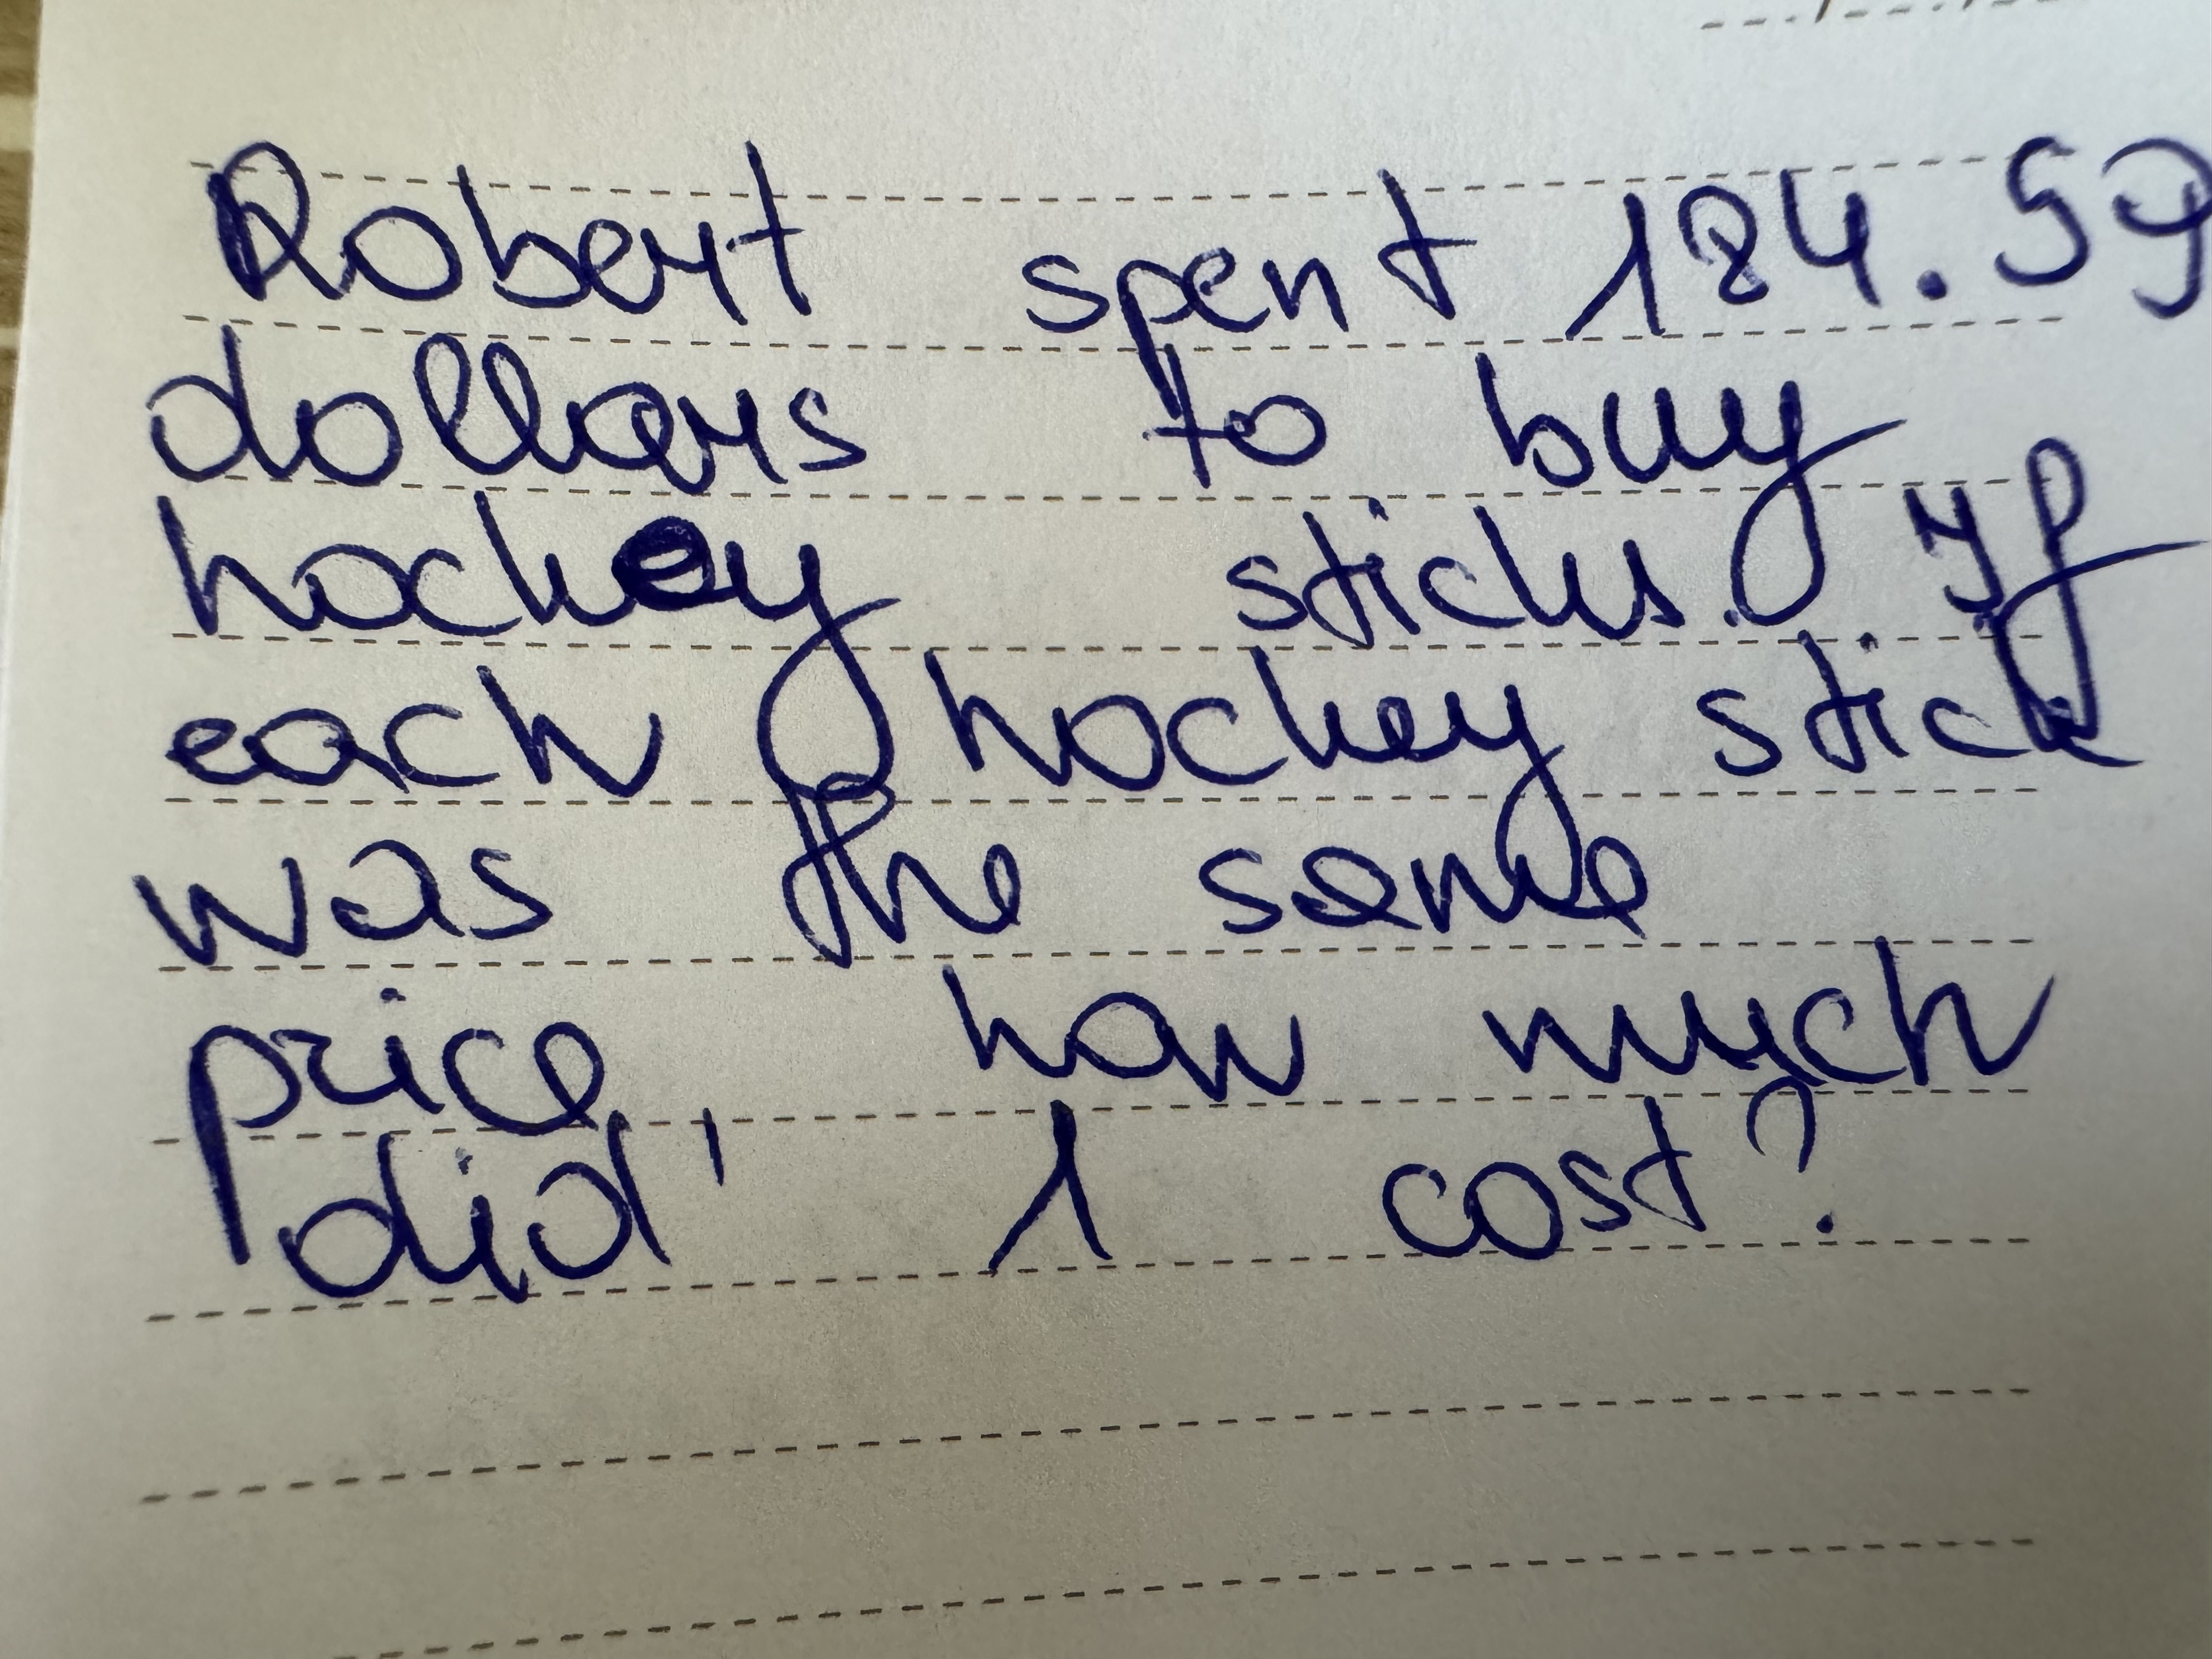 Robert spent 184.59
dollars to buy
hockey sticks. If
each hockey stick
was the same
price, how much
did 1 cost?